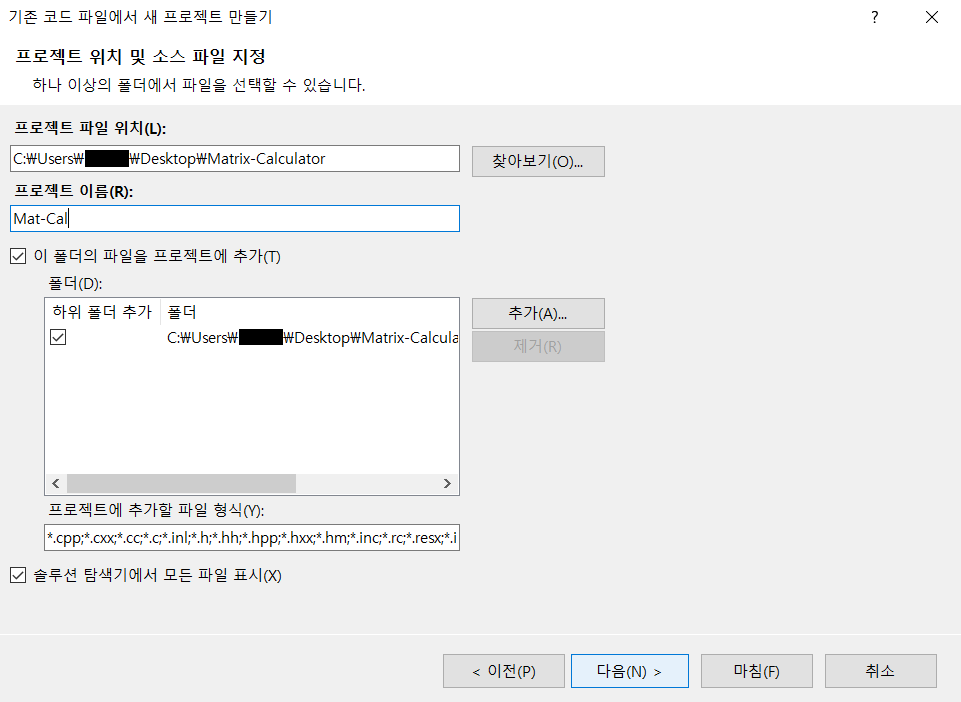 기존 코드 파일에서 새 프로젝트 만들기
?
프로젝트 위치 및 소스 파일 지정
하나 이상의 폴더에서 파일을 선택할 수 있습니다.
프로젝트 파일 위치(L):
C:₩Users₩ ₩Desktop₩Matrix-Calculator
찾아보기(O)...
프로젝트 이름(R):
Mat-Cal
이 폴더의 파일을 프로젝트에 추가(T)
폴더(D):
하위 폴더 추가 폴더
추가(A)...
C:₩Users₩ ₩Desktop₩Matrix-Calcula
제거(R)
프로젝트에 추가할 파일 형식(Y):
*.cpp;*.cxx;*.cc;*.c;*.inl;*.h;*.hh;*.hpp;*.hxx;*.hm;*.inc;*.rc;*.resx;*.i
솔루션 탐색기에서 모든 파일 표시(X)
< 이전(P) 다음(N) > 마침(F) 취소